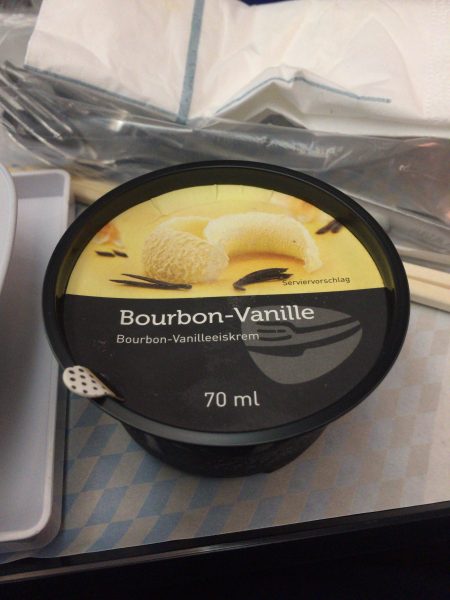 Serviervorschlag
Bourbon-Vanille
Bourbon-Vanilleeiskrem
70 ml